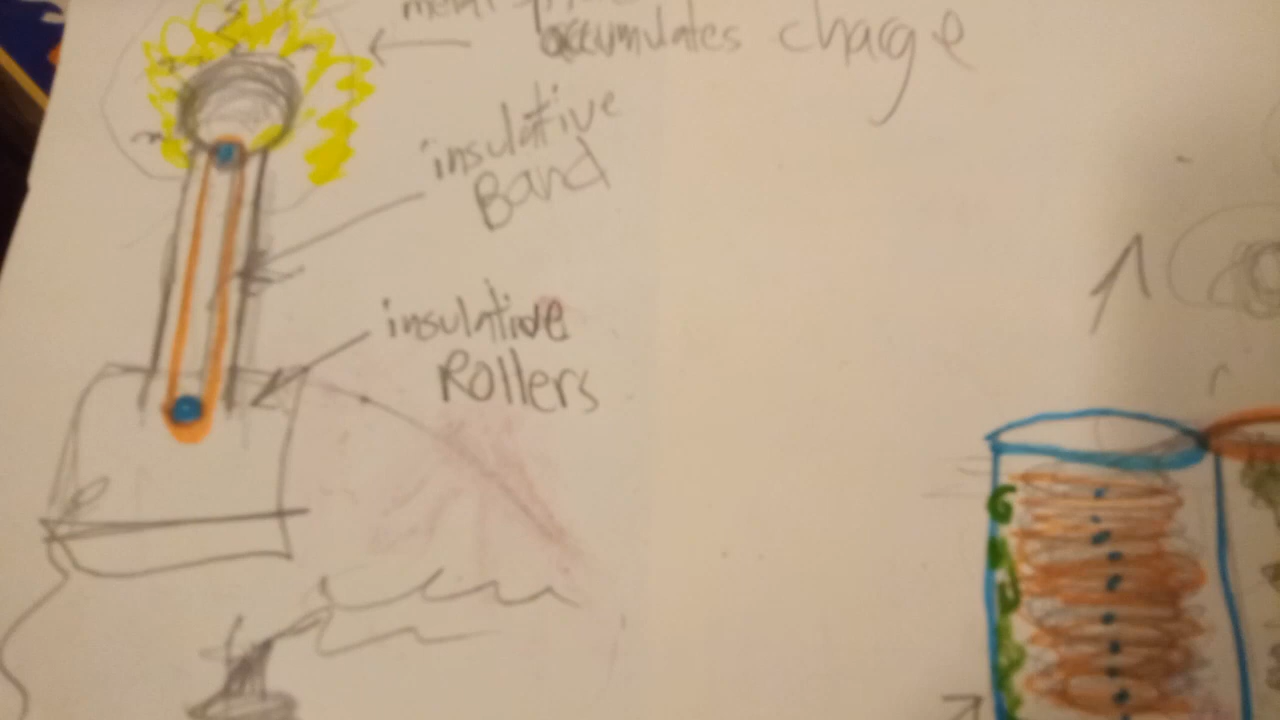 accumulates charge
insulative
Band
insulative
Rollers